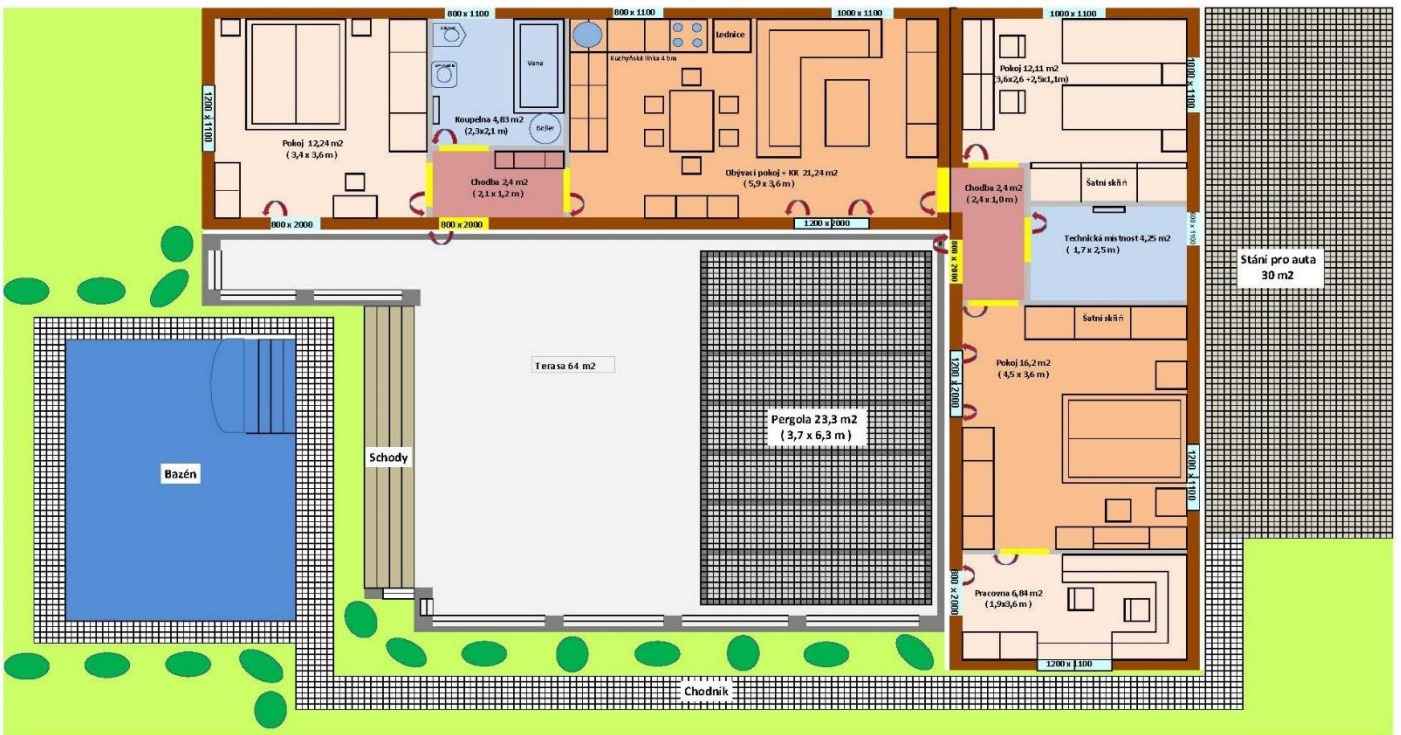 800 x 1100
800 x 1100
1000 x 1100
1000 x 1100
Lednice
Vana
Kuchyňská linka 4 bm
Pokoj 12,11 m2
(3,6x2,6 +2,5x1,1m)
1000 x 1100
1200 x 1100
Koupelna 4,83 m2
(2,3x2,1 m)
Bojler
Pokoj 12,24 m2
( 3,4 x 3,6 m )
Chodba 2,4 m2
( 2,1 x 1,2 m )
Obývací pokoj + KK 21,24 m2
( 5,9 x 3,6 m )
Chodba 2,4 m2
( 2,4 x 1,0 m )
Šatní skříň
800 x 2000
800 x 2000
1200 x 2000
800 x 2000
Technická místnost 4,25 m2
( 1,7 x 2,5 m )
800 x 1100
Stání pro auta
30 m2
Šatní skříň
Terasa 64 m2
Pokoj 16,2 m2
( 4,5 x 3,6 m )
1200 x 2000
Pergola 23,3 m2
( 3,7 x 6,3 m )
Schody
Bazén
1200 x 1100
800 x 2000
Pracovna 6,84 m2
( 1,9x3,6 m )
1200 x 1100
Chodník